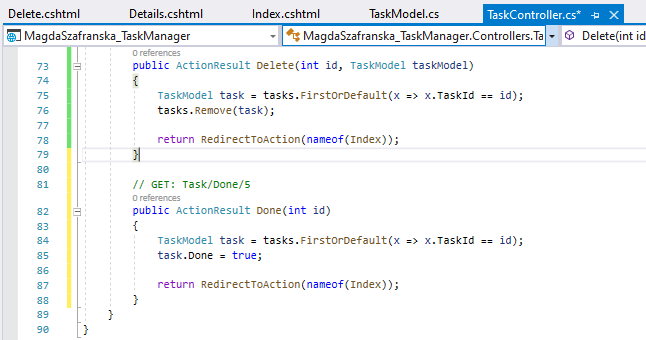 Delete.cshtml Details.cshtml Index.cshtml TaskModel.cs TaskController.cs*
MagdaSzafranska_TaskManager MagdaSzafranska_TaskManager.Controllers.Ta Delete(int id
0 references
73 public ActionResult Delete(int id, TaskModel taskModel)
74 {
75 TaskModel task = tasks.FirstOrDefault(x => x.TaskId == id);
76 tasks.Remove(task);
77
78 return RedirectToAction(nameof(Index));
79 }
80
81 // GET: Task/Done/5
0 references
82 public ActionResult Done(int id)
83 {
84 TaskModel task = tasks.FirstOrDefault(x => x.TaskId == id);
85 task.Done = true;
86
87 return RedirectToAction(nameof(Index));
88 }
89 }
90 }